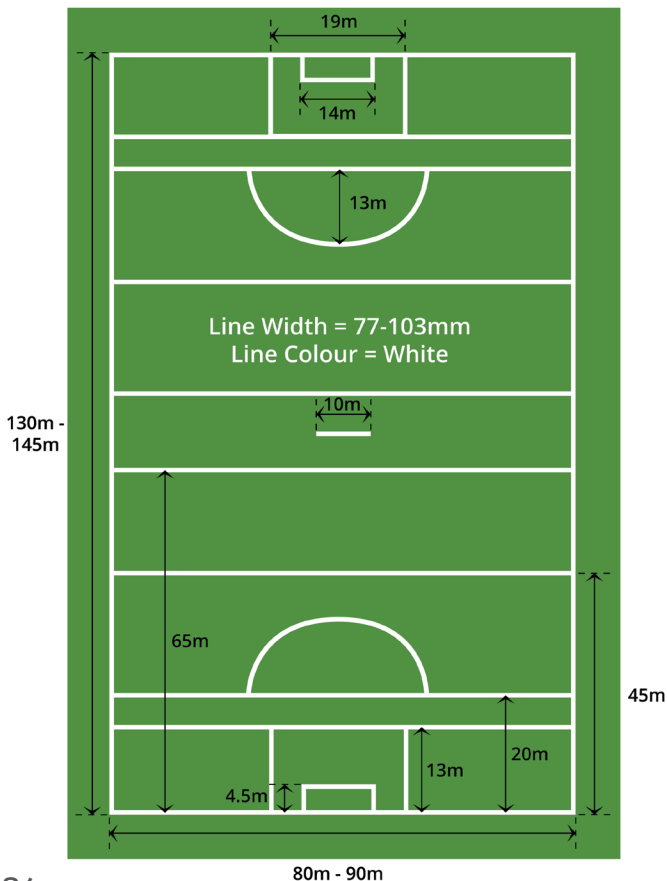 19m
14m
13m
Line Width = 77-103mm
Line Colour = White
10m
130m -
145m
65m
45m
20m
13m
4.5m
80m - 90m